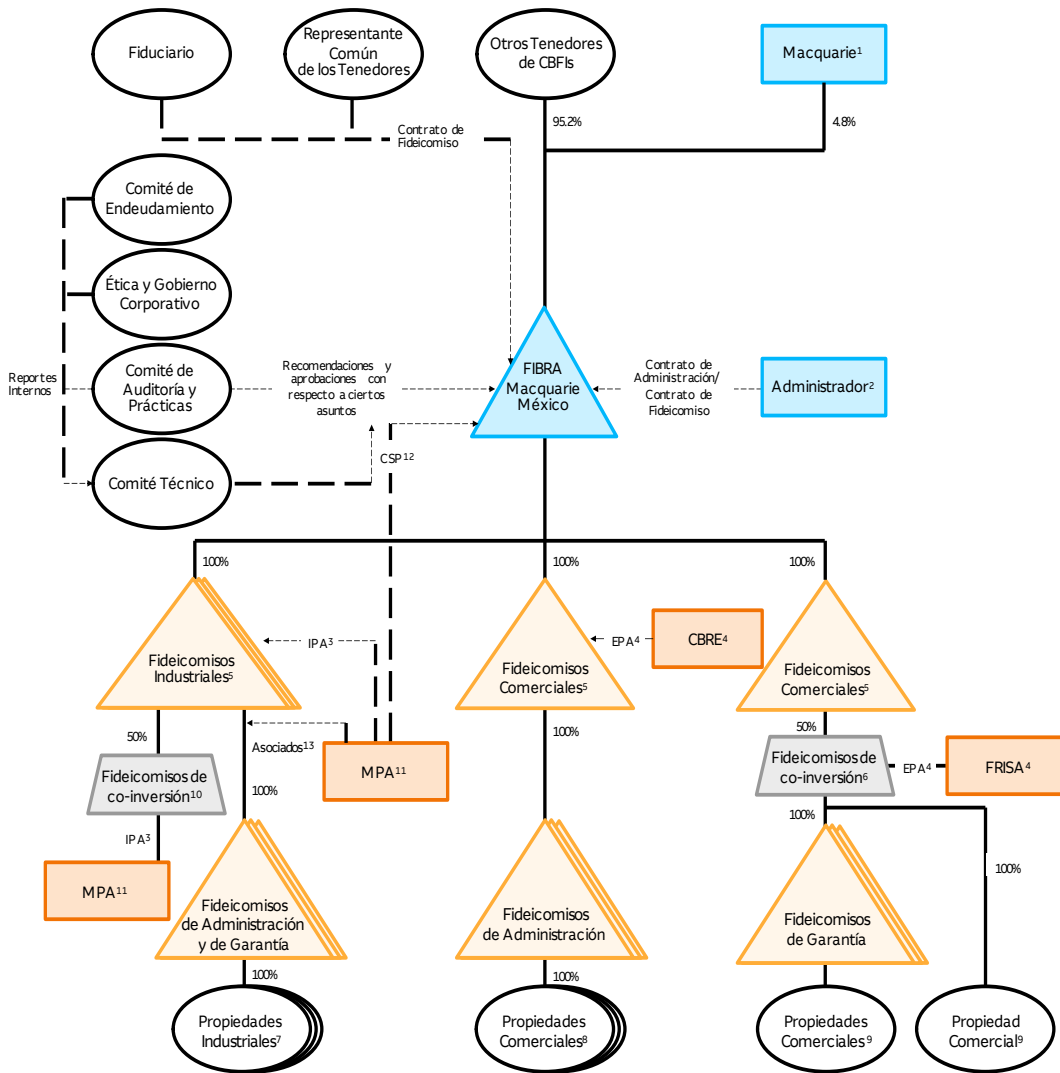 Fiduciario
Representante
Común
de los Tenedores
Otros Tenedores
de CBFIs
Macquarie¹
95.2%
4.8%
Contrato de
Fideicomiso
Comité de
Endeudamiento
Ética y Gobierno
Corporativo
Reportes
Internos
Comité de
Auditoría y
Prácticas
Recomendaciones y
aprobaciones con
respecto a ciertos
asuntos
FIBRA
Macquarie
México
Contrato de
Administración/
Contrato de
Fideicomiso
Administrador²
Comité Técnico
CSP¹²
100%
100%
100%
Fideicomisos
Industriales⁵
IPA³
Fideicomisos
Comerciales⁵
EPA⁴
CBRE⁴
Fideicomisos
Comerciales⁵
50%
Asociados¹³
MPA¹¹
100%
50%
Fideicomisos de
co-inversión¹⁰
Fideicomisos de
co-inversión⁶
EPA⁴
FRISA⁴
100%
100%
IPA³
MPA¹¹
100%
Fideicomisos
de Administración
y de Garantía
Fideicomisos
de Administración
Fideicomisos
de Garantía
100%
100%
Propiedades
Industriales⁷
Propiedades
Comerciales⁸
Propiedades
Comerciales⁹
Propiedad
Comercial⁹